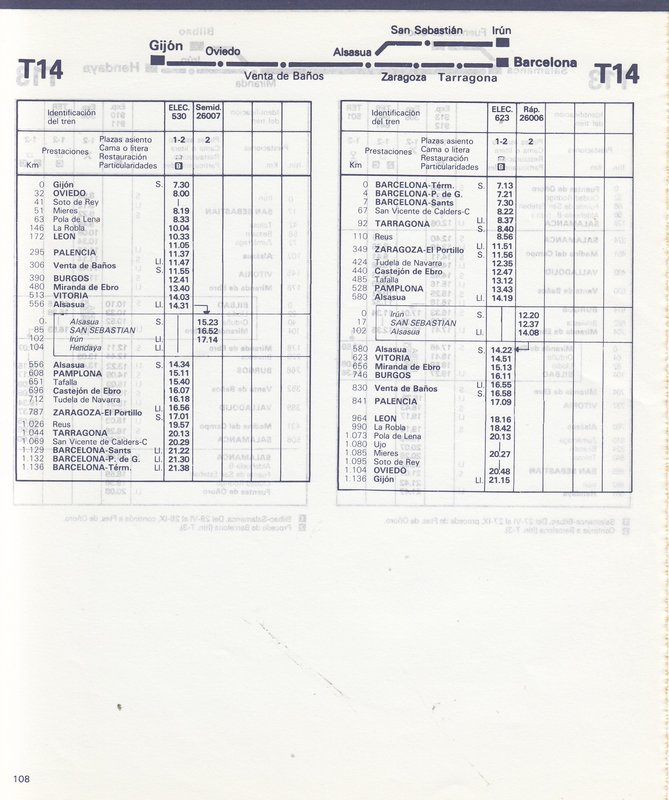 T14
Gijón
Oviedo
Venta de Baños
Alsasua
San Sebastián
Irún
Zaragoza
Tarragona
Barcelona
T14
Identificación del tren ELEC. 530 Semid. 26007
Prestaciones
Plazas asiento 1-2 2
Cama o litera
Restauración
Particularidades B
Km
0 Gijón S. 7.30
32 OVIEDO 8.00
41 Soto de Rey |
51 Mieres 8.19
63 Pola de Lena 8.33
146 La Robla 10.04
172 LEON 10.33
11.05
295 PALENCIA 11.37
306 Venta de Baños Ll. 11.47
S. 11.55
390 BURGOS 12.41
480 Miranda de Ebro 13.40
513 VITORIA 14.03
556 Alsasua Ll. 14.31
0 Alsasua S. | 15.23
85 SAN SEBASTIAN | 16.52
102 Irún Ll. | 17.14
104 Hendaya Ll.
556 Alsasua S. 14.34
608 PAMPLONA 15.11
651 Tafalla 15.40
696 Castejón de Ebro 16.07
712 Tudela de Navarra 16.18
787 ZARAGOZA-El Portillo Ll. 16.56
S. 17.01
1 026 Reus 19.57
1 044 TARRAGONA 20.13
1 069 San Vicente de Calders-C 20.29
1.129 BARCELONA-Sants Ll. 21.22
1.132 BARCELONA-P. de G. Ll. 21.30
1.136 BARCELONA-Térm. Ll. 21.38
Identificación del tren ELEC. 623 Ráp. 26006
Prestaciones
Plazas asiento 1-2 2
Cama o litera
Restauración
Particularidades B
Km
0 BARCELONA-Térm. S. 7.13
4 BARCELONA-P. de G. 7.21
7 BARCELONA-Sants 7.30
67 San Vicente de Calders-C 8.22
92 TARRAGONA Ll. 8.37
S. 8.40
110 Reus 8.56
349 ZARAGOZA-El Portillo Ll. 11.51
S. 11.56
424 Tudela de Navarra 12.35
440 Castejón de Ebro 12.47
485 Tafalla 13.12
528 PAMPLONA 13.43
580 Alsasua Ll. 14.19
0 Irún S. | 12.20
17 SAN SEBASTIAN | 12.37
102 Alsasua Ll. | 14.08
580 Alsasua S. 14.22
623 VITORIA 14.51
656 Miranda de Ebro 15.13
746 BURGOS 16.11
830 Venta de Baños Ll. 16.55
S. 16.58
841 PALENCIA 17.09
964 LEON 18.16
990 La Robla 18.42
1.073 Pola de Lena 20.13
1.080 Ujo |
1.085 Mieres 20.27
1.095 Soto de Rey |
1.104 OVIEDO 20.48
1.136 Gijón Ll. 21.15
108